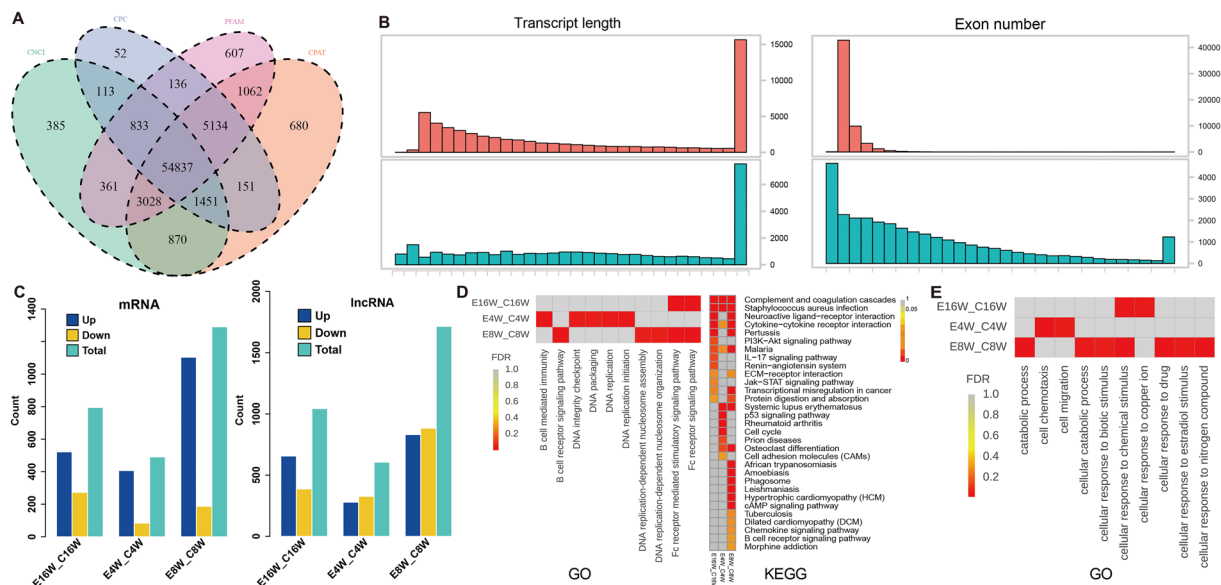 A
CNCI
CPC
PFAM
CPAT
52
607
113
136
1062
385
833
5134
680
54837
361
151
3028
1451
870
B
Transcript length
Exon number
15000
10000
5000
0
6000
4000
2000
0
40000
30000
20000
10000
0
4000
3000
2000
1000
0
C
mRNA
Up
Down
Total
Count
1400
1200
1000
800
600
400
200
0
E16W_C16W
E4W_C4W
E8W_C8W
lncRNA
Up
Down
Total
Count
2000
1500
1000
500
0
E16W_C16W
E4W_C4W
E8W_C8W
D
E16W_C16W
E4W_C4W
E8W_C8W
FDR
1.0
0.8
0.6
0.4
0.2
B cell mediated immunity
B cell receptor signaling pathway
DNA integrity checkpoint
DNA packaging
DNA replication
DNA replication initiation
DNA replication-dependent nucleosome assembly
DNA replication-dependent nucleosome organization
Fc receptor mediated stimulatory signaling pathway
Fc receptor signaling pathway
GO
Complement and coagulation cascades
Staphylococcus aureus infection
Neuroactive ligand−receptor interaction
Cytokine−cytokine receptor interaction
Pertussis
PI3K−Akt signaling pathway
Malaria
IL−17 signaling pathway
Renin−angiotensin system
ECM−receptor interaction
Jak−STAT signaling pathway
Transcriptional misregulation in cancer
Protein digestion and absorption
Systemic lupus erythematosus
p53 signaling pathway
Rheumatoid arthritis
Cell cycle
Prion diseases
Osteoclast differentiation
Cell adhesion molecules (CAMs)
African trypanosomiasis
Amoebiasis
Phagosome
Leishmaniasis
Hypertrophic cardiomyopathy (HCM)
cAMP signaling pathway
Tuberculosis
Dilated cardiomyopathy (DCM)
Chemokine signaling pathway
B cell receptor signaling pathway
Morphine addiction
1
0.05
0
E16W_C16W
E4W_C4W
E8W_C8W
KEGG
E
E16W_C16W
E4W_C4W
E8W_C8W
FDR
1.0
0.8
0.6
0.4
0.2
catabolic process
cell chemotaxis
cell migration
cellular catabolic process
cellular response to biotic stimulus
cellular response to chemical stimulus
cellular response to copper ion
cellular response to drug
cellular response to estradiol stimulus
cellular response to nitrogen compound
GO